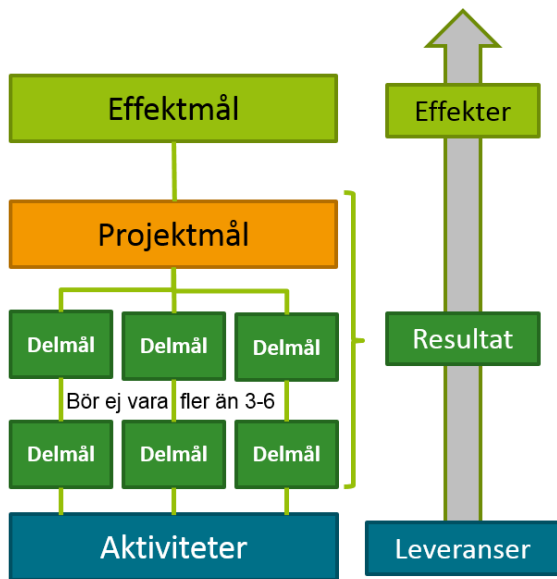 Effektmål
Effekter
Projektmål
Delmål
Delmål
Delmål
Resultat
Bör ej vara fler än 3-6
Delmål
Delmål
Delmål
Aktiviteter
Leveranser